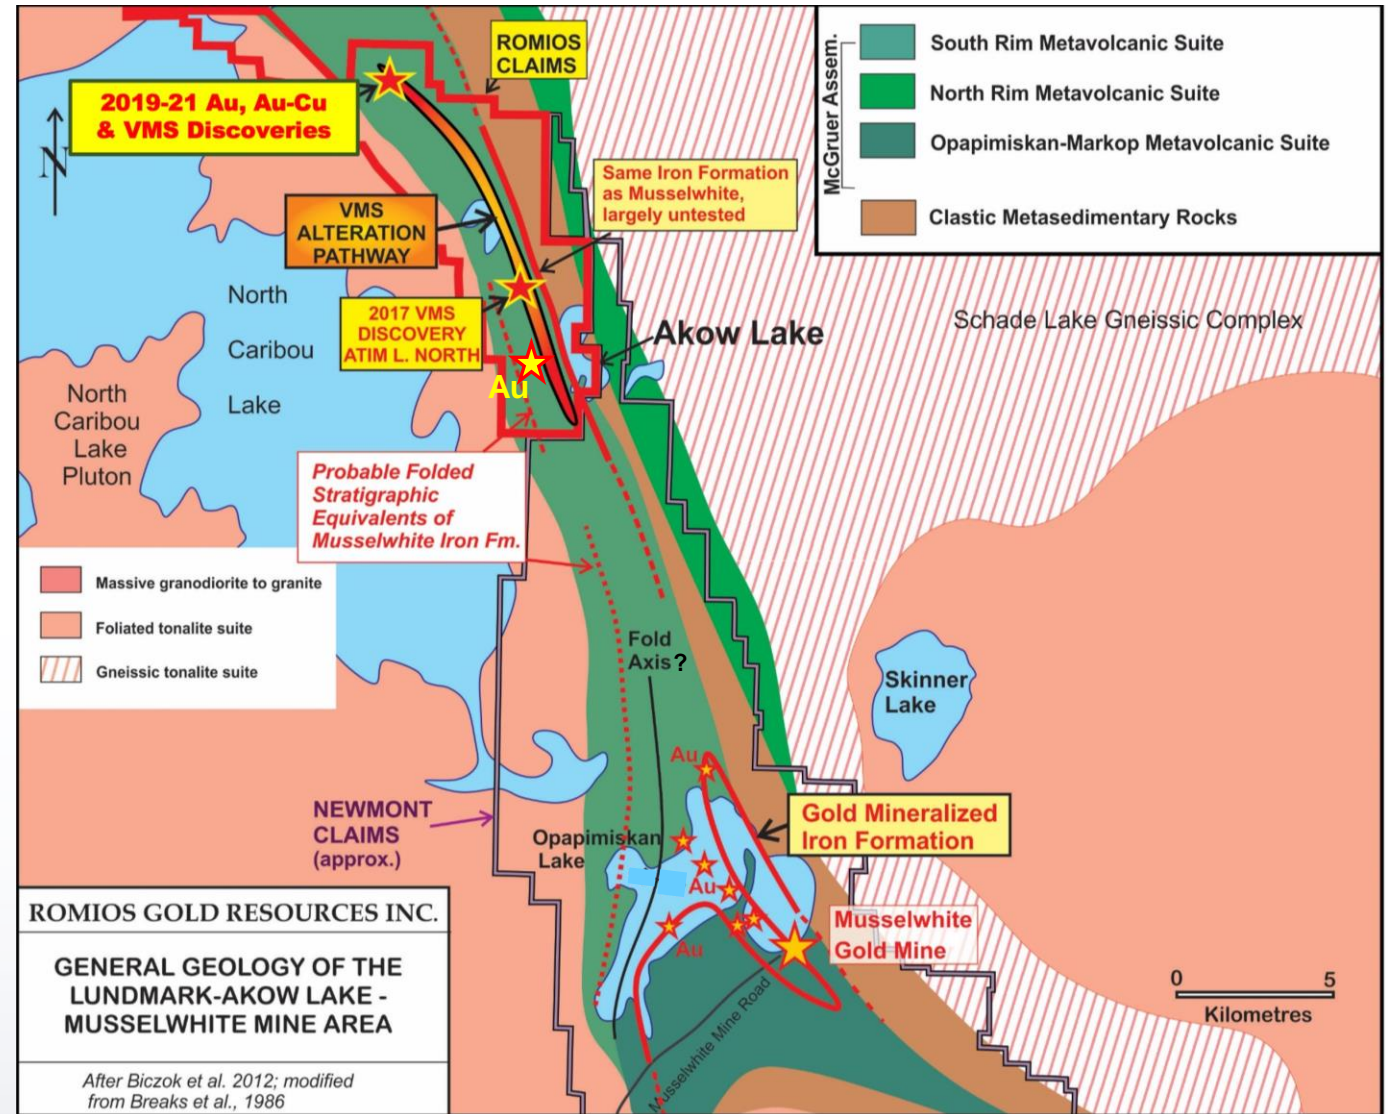 ROMIOS
CLAIMS
2019-21 Au, Au-Cu
& VMS Discoveries
N
VMS
ALTERATION
PATHWAY
Same Iron Formation
as Musselwhite,
largely untested
2017 VMS
DISCOVERY
ATIM L. NORTH
Au
Akow Lake
North
Caribou
Lake
North
Caribou
Lake
Pluton
Probable Folded
Stratigraphic
Equivalents of
Musselwhite Iron Fm.
McGruer Assem.
South Rim Metavolcanic Suite
North Rim Metavolcanic Suite
Opapimiskan-Markop Metavolcanic Suite
Clastic Metasedimentary Rocks
Schade Lake Gneissic Complex
Massive granodiorite to granite
Foliated tonalite suite
Gneissic tonalite suite
Fold
Axis?
Skinner
Lake
Au
NEWMONT
CLAIMS
(approx.)
Opapimiskan
Lake
Gold Mineralized
Iron Formation
Au
Au
Musselwhite
Gold Mine
Musselwhite Mine Road
0 5
Kilometres
ROMIOS GOLD RESOURCES INC.
GENERAL GEOLOGY OF THE
LUNDMARK-AKOW LAKE -
MUSSELWHITE MINE AREA
After Biczok et al. 2012; modified
from Breaks et al., 1986